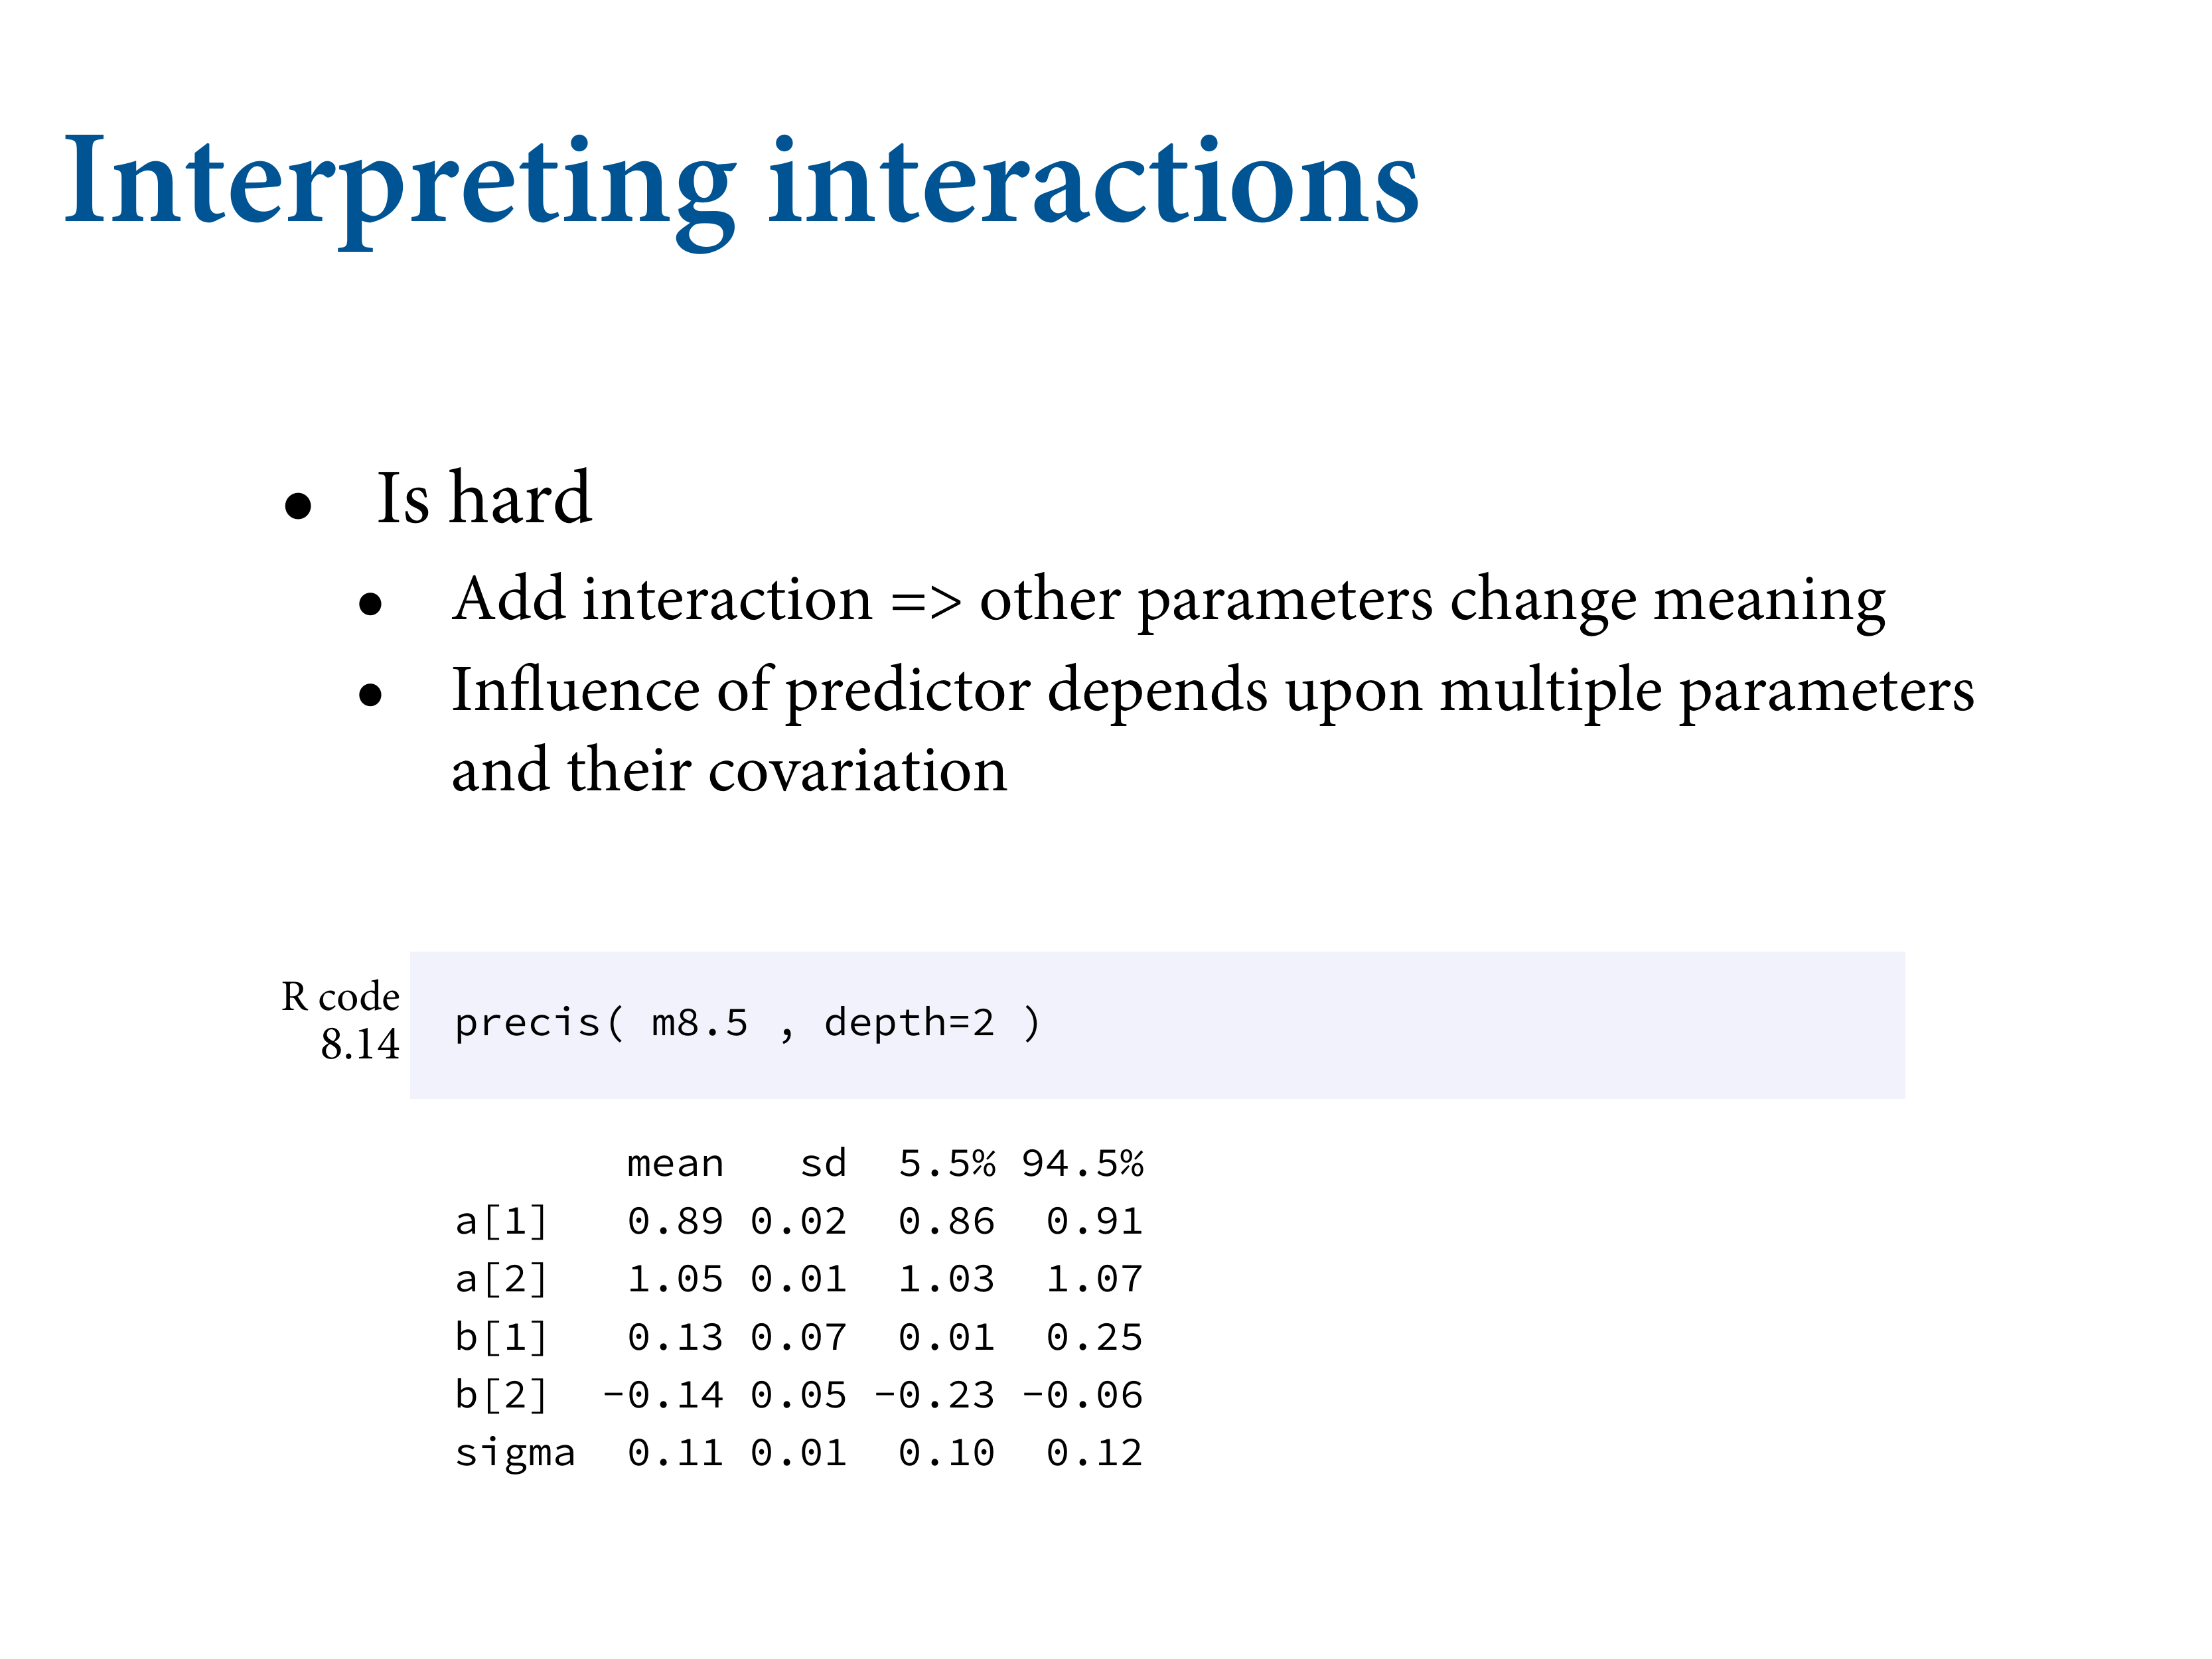 Interpreting interactions
• Is hard
• Add interaction => other parameters change meaning
• Influence of predictor depends upon multiple parameters
and their covariation
R code
8.14
precis( m8.5 , depth=2 )
mean sd 5.5% 94.5%
a[1] 0.89 0.02 0.86 0.91
a[2] 1.05 0.01 1.03 1.07
b[1] 0.13 0.07 0.01 0.25
b[2] −0.14 0.05 −0.23 −0.06
sigma 0.11 0.01 0.10 0.12